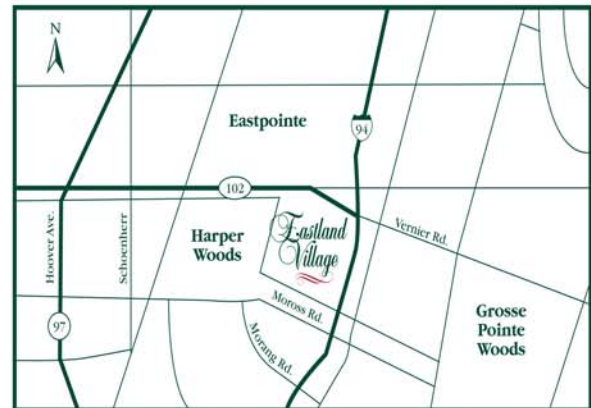 N
Eastpointe
94
102
Hoover Ave.
Schoenherr
Harper
Woods
Eastland
Village
Vernier Rd.
Moross Rd.
Morang Rd.
97
Grosse
Pointe
Woods